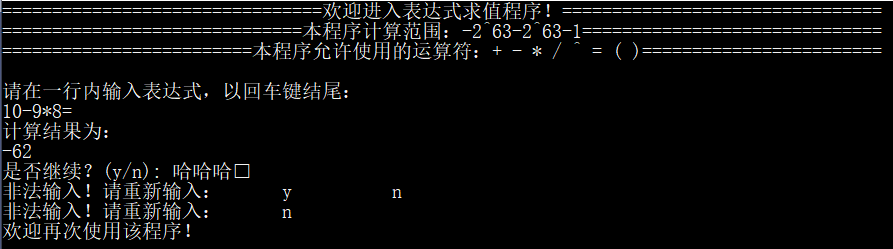 ================================欢迎进入表达式求值程序！================================
==============================本程序计算范围：-2^63-2^63-1==============================
=========================本程序允许使用的运算符：+ - * / ^ = ( )========================
请在一行内输入表达式，以回车键结尾：
10-9*8=
计算结果为：
-62
是否继续？(y/n): 哈哈哈□
非法输入！请重新输入： y n
非法输入！请重新输入： n
欢迎再次使用该程序！